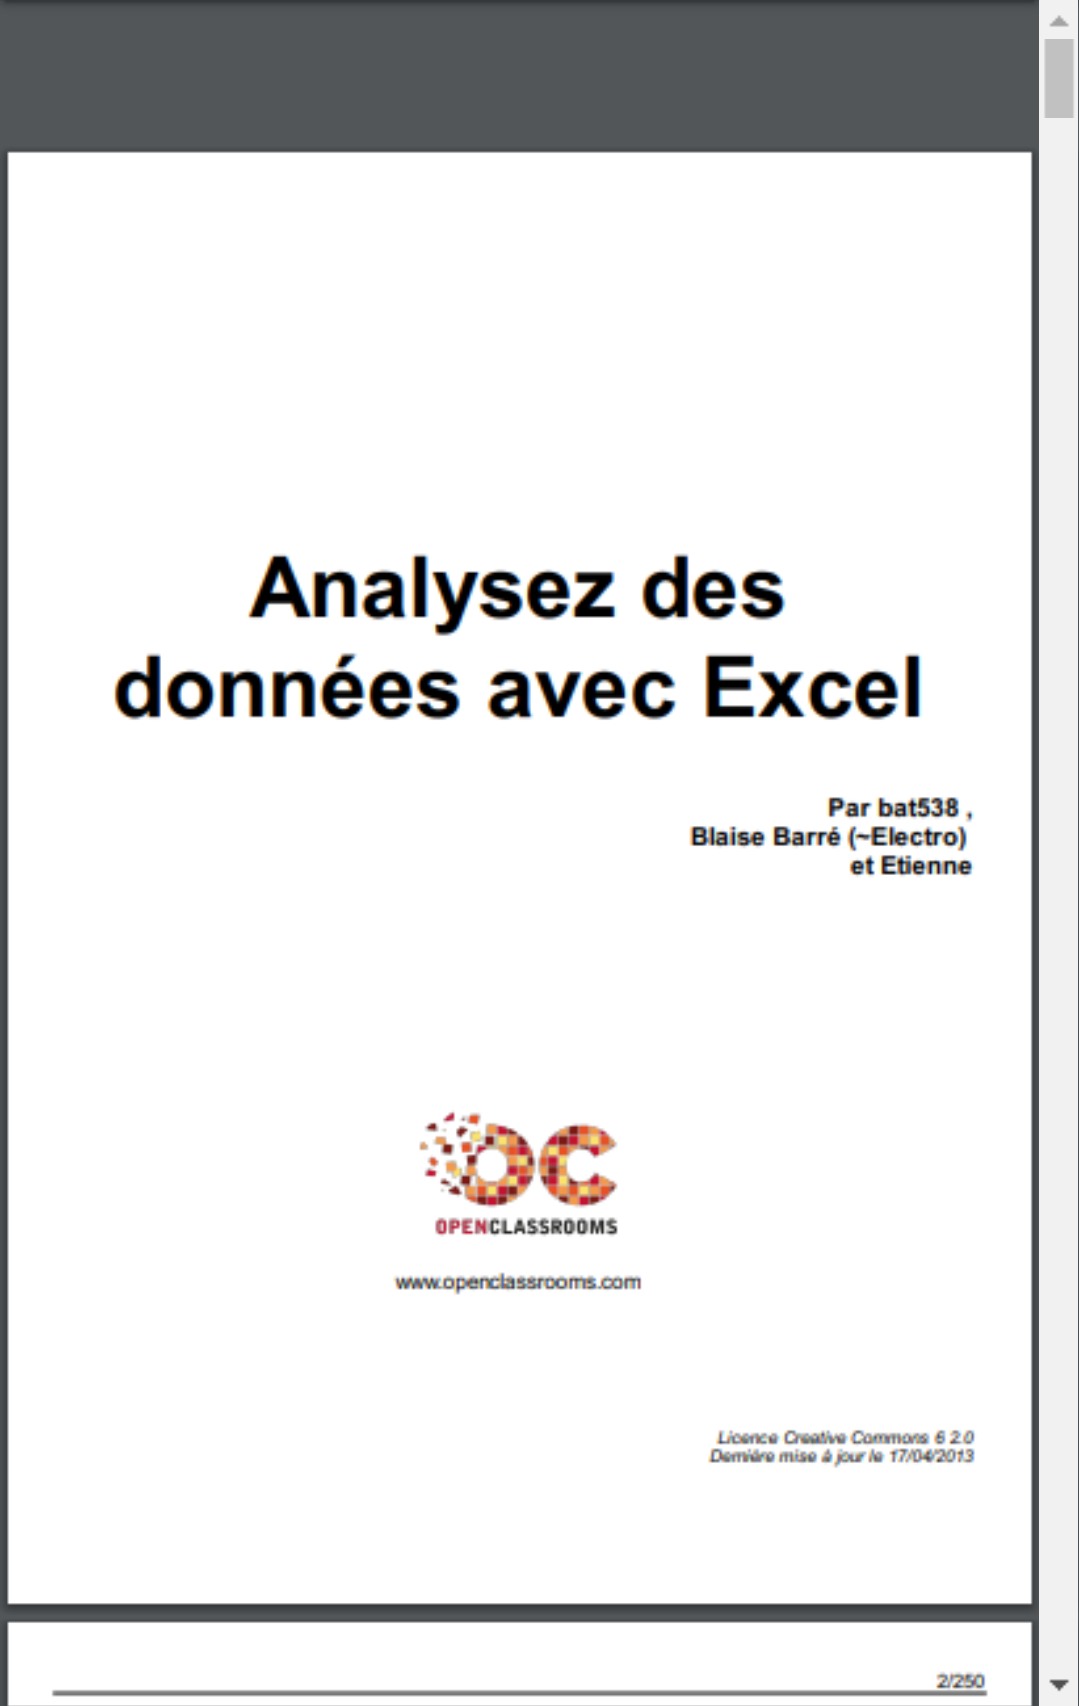 Analysez des
données avec Excel
Par bat538 ,
Blaise Barré (~Electro)
et Etienne
OC
OPENCLASSROOMS
www.openclassrooms.com
Licence Creative Commons 6 2.0
Dernière mise à jour le 17/04/2013
2/250